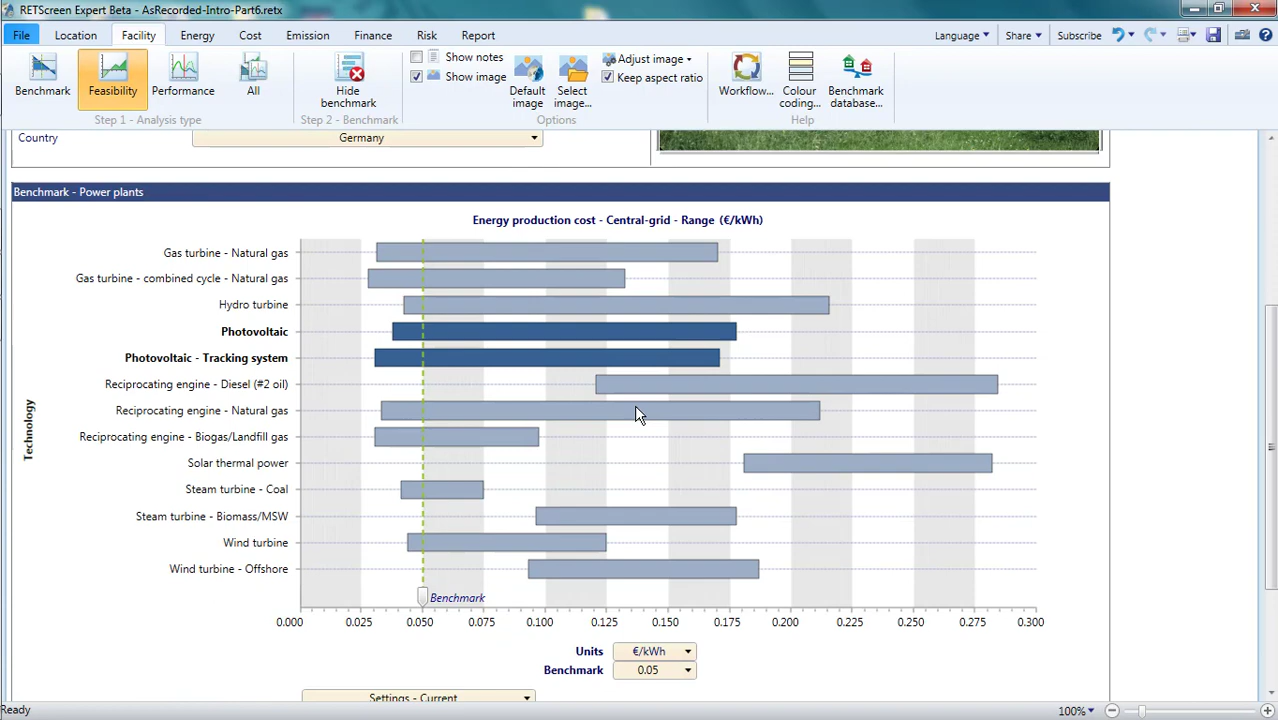 RETScreen Expert Beta - AsRecorded-Intro-Part6.retx
File Location Facility Energy Cost Emission Finance Risk Report Language Share Subscribe
Benchmark Feasibility Performance All
Step 1 - Analysis type
Hide benchmark
Step 2 - Benchmark
Show notes
Show image
Default image
Select image...
Adjust image
Keep aspect ratio
Options
Workflow... Colour coding... Benchmark database...
Help
Country Germany
Benchmark - Power plants
Energy production cost - Central-grid - Range (€/kWh)
Technology
Gas turbine - Natural gas
Gas turbine - combined cycle - Natural gas
Hydro turbine
Photovoltaic
Photovoltaic - Tracking system
Reciprocating engine - Diesel (#2 oil)
Reciprocating engine - Natural gas
Reciprocating engine - Biogas/Landfill gas
Solar thermal power
Steam turbine - Coal
Steam turbine - Biomass/MSW
Wind turbine
Wind turbine - Offshore
Benchmark
0.000 0.025 0.050 0.075 0.100 0.125 0.150 0.175 0.200 0.225 0.250 0.275 0.300
Units €/kWh
Benchmark 0.05
Settings - Current
Ready 100%